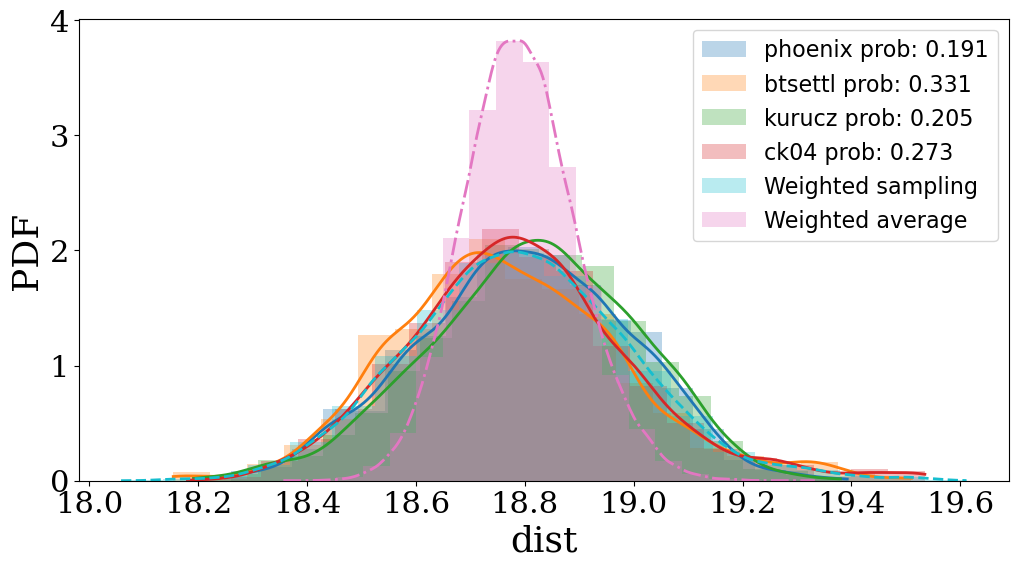 4
3
2
1
0
PDF
phoenix prob: 0.191
btsettl prob: 0.331
kurucz prob: 0.205
ck04 prob: 0.273
Weighted sampling
Weighted average
18.0 18.2 18.4 18.6 18.8 19.0 19.2 19.4 19.6
dist